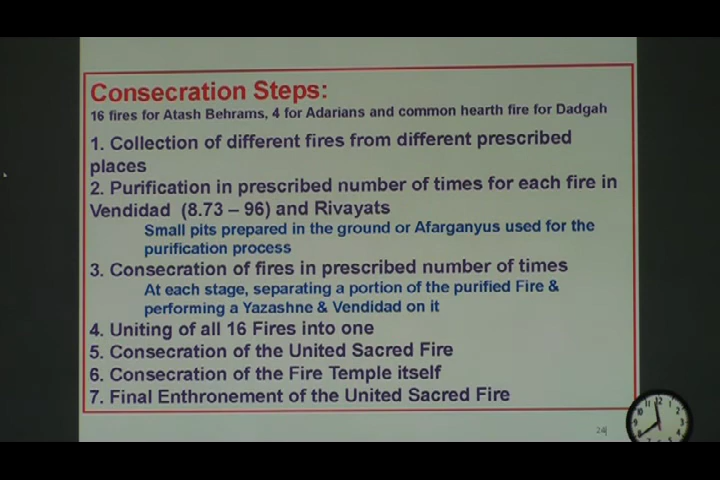 Consecration Steps:
16 fires for Atash Behrams, 4 for Adarians and common hearth fire for Dadgah
1. Collection of different fires from different prescribed
places
2. Purification in prescribed number of times for each fire in
Vendidad (8.73 – 96) and Rivayats
Small pits prepared in the ground or Afarganyus used for the
purification process
3. Consecration of fires in prescribed number of times
At each stage, separating a portion of the purified Fire &
performing a Yazashne & Vendidad on it
4. Uniting of all 16 Fires into one
5. Consecration of the United Sacred Fire
6. Consecration of the Fire Temple itself
7. Final Enthronement of the United Sacred Fire
24